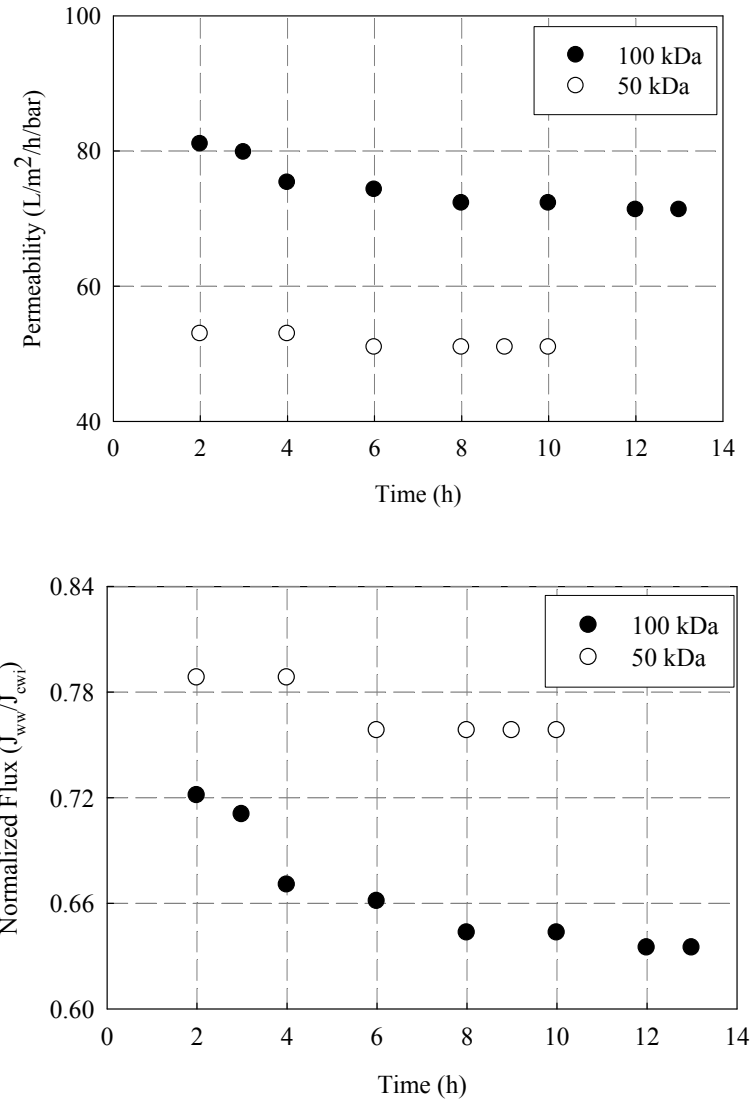 100
80
60
40
Permeability (L/m²/h/bar)
100 kDa
50 kDa
0 2 4 6 8 10 12 14
Time (h)
0.84
0.78
0.72
0.66
0.60
Normalized Flux (J_ww/J_cwi)
100 kDa
50 kDa
0 2 4 6 8 10 12 14
Time (h)